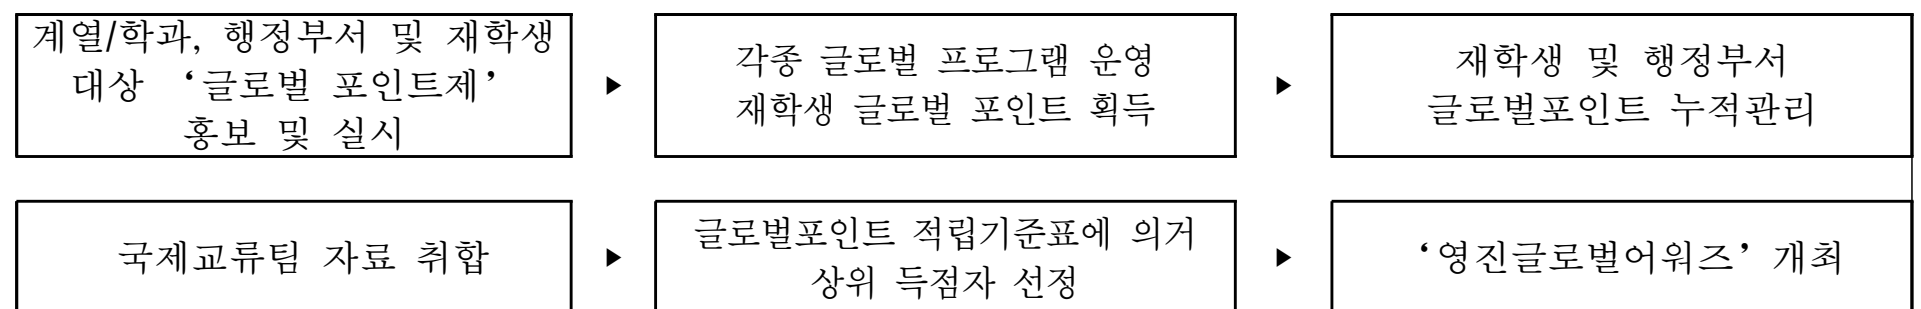 계열/학과, 행정부서 및 재학생
대상 ‘글로벌 포인트제’
홍보 및 실시
▶
각종 글로벌 프로그램 운영
재학생 글로벌 포인트 획득
▶
재학생 및 행정부서
글로벌포인트 누적관리
국제교류팀 자료 취합
▶
글로벌포인트 적립기준표에 의거
상위 득점자 선정
▶
‘영진글로벌어워즈’ 개최